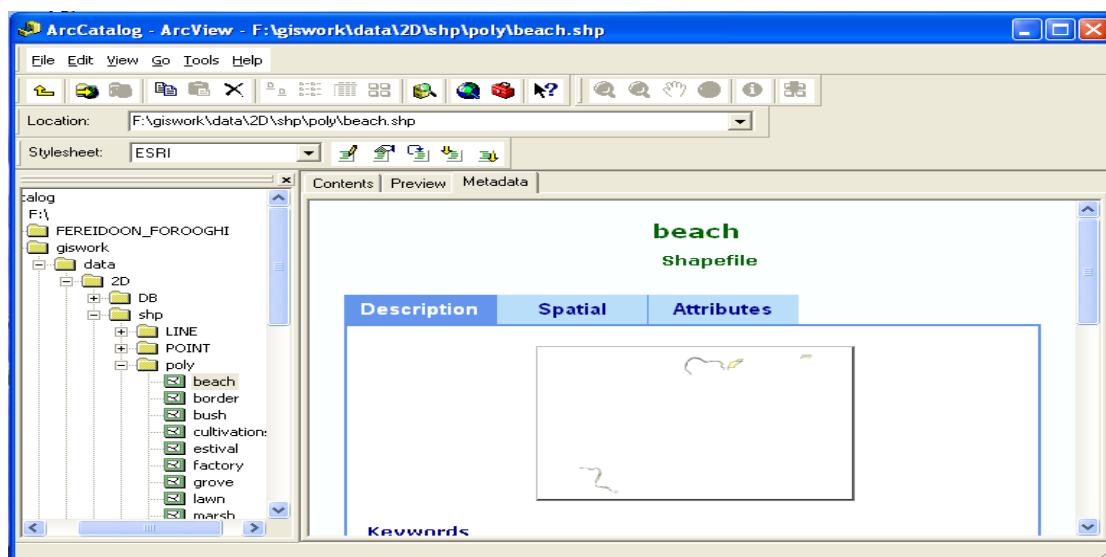 ArcCatalog - ArcView - F:\giswork\data\2D\shp\poly\beach.shp
File Edit View Go Tools Help
Location: F:\giswork\data\2D\shp\poly\beach.shp
Stylesheet: ESRI
Contents Preview Metadata
talog
F:\
FEREIDOON_FOROOGHI
giswork
data
2D
DB
shp
LINE
POINT
poly
beach
border
bush
cultivation
estival
factory
grove
lawn
marsh
beach
Shapefile
Description Spatial Attributes
Keywords